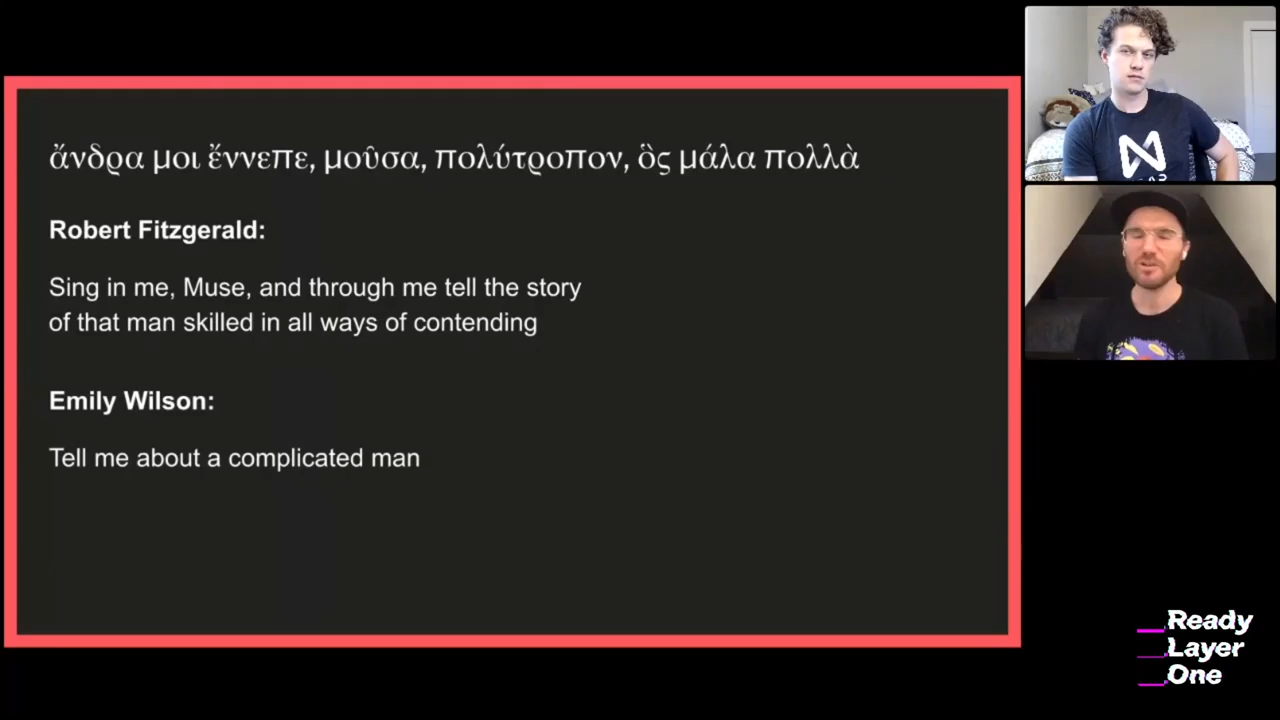 ἄνδρα μοι ἔννεπε, μοῦσα, πολύτροπον, ὃς μάλα πολλὰ
Robert Fitzgerald:
Sing in me, Muse, and through me tell the story
of that man skilled in all ways of contending
Emily Wilson:
Tell me about a complicated man
Ready
Layer
One